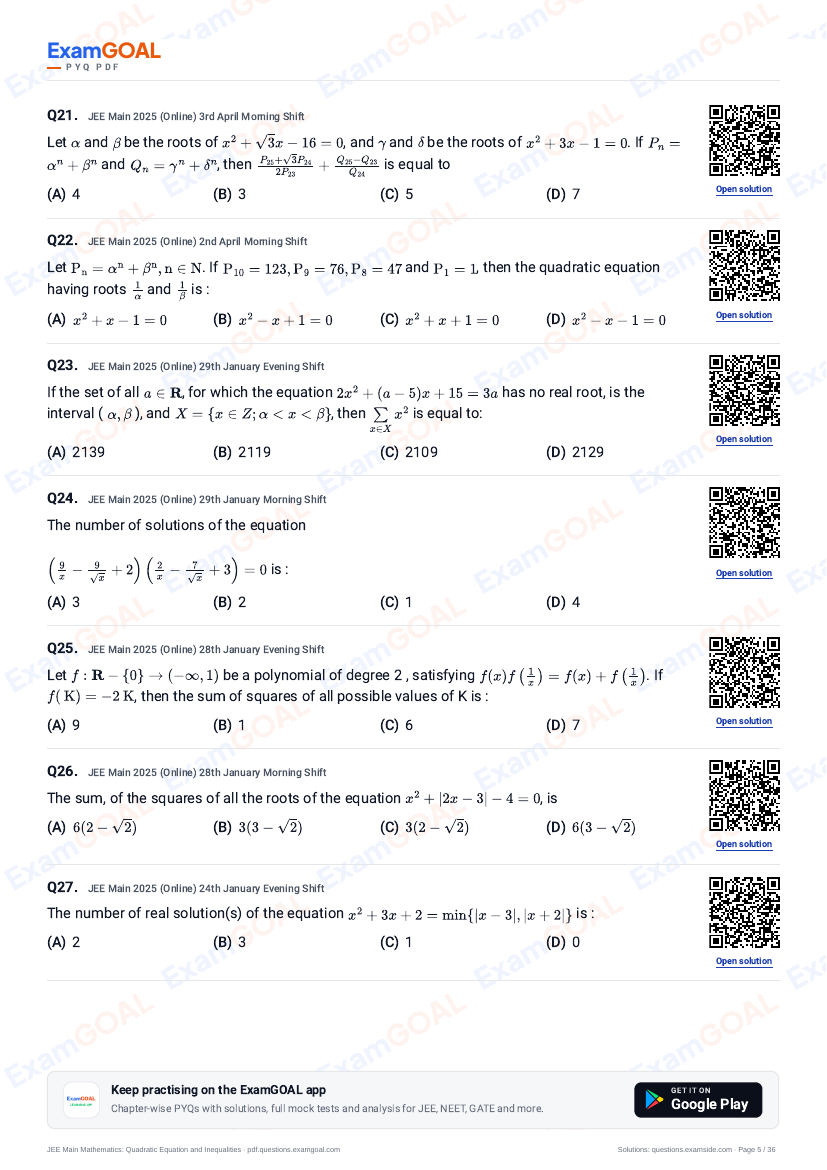 ExamGOAL
PYQ PDF
Q21. JEE Main 2025 (Online) 3rd April Morning Shift
Let α and β be the roots of x² + √3x − 16 = 0, and γ and δ be the roots of x² + 3x − 1 = 0. If Pₙ =
αⁿ + βⁿ and Qₙ = γⁿ + δⁿ, then (P₂₅+√3P₂₄)/(2P₂₃) + (Q₂₅−Q₂₃)/Q₂₄ is equal to
(A) 4 (B) 3 (C) 5 (D) 7
Open solution
Q22. JEE Main 2025 (Online) 2nd April Morning Shift
Let Pₙ = αⁿ + βⁿ, n ∈ N. If P₁₀ = 123, P₉ = 76, P₈ = 47 and P₁ = 1, then the quadratic equation
having roots 1/α and 1/β is :
(A) x² + x − 1 = 0 (B) x² − x + 1 = 0 (C) x² + x + 1 = 0 (D) x² − x − 1 = 0
Open solution
Q23. JEE Main 2025 (Online) 29th January Evening Shift
If the set of all a ∈ R, for which the equation 2x² + (a − 5)x + 15 = 3a has no real root, is the
interval ( α, β ), and X = {x ∈ Z; α < x < β}, then ∑ x∈X x² is equal to:
(A) 2139 (B) 2119 (C) 2109 (D) 2129
Open solution
Q24. JEE Main 2025 (Online) 29th January Morning Shift
The number of solutions of the equation
(9/x − 9/√x + 2)(2/x − 7/√x + 3) = 0 is :
(A) 3 (B) 2 (C) 1 (D) 4
Open solution
Q25. JEE Main 2025 (Online) 28th January Evening Shift
Let f : R − {0} → (−∞, 1) be a polynomial of degree 2 , satisfying f(x)f(1/x) = f(x) + f(1/x). If
f( K) = −2 K, then the sum of squares of all possible values of K is :
(A) 9 (B) 1 (C) 6 (D) 7
Open solution
Q26. JEE Main 2025 (Online) 28th January Morning Shift
The sum, of the squares of all the roots of the equation x² + |2x − 3| − 4 = 0, is
(A) 6(2 − √2) (B) 3(3 − √2) (C) 3(2 − √2) (D) 6(3 − √2)
Open solution
Q27. JEE Main 2025 (Online) 24th January Evening Shift
The number of real solution(s) of the equation x² + 3x + 2 = min{|x − 3|, |x + 2|} is :
(A) 2 (B) 3 (C) 1 (D) 0
Open solution
ExamGOAL
Keep practising on the ExamGOAL app
Chapter-wise PYQs with solutions, full mock tests and analysis for JEE, NEET, GATE and more.
GET IT ON
Google Play
JEE Main Mathematics: Quadratic Equation and Inequalities · pdf.questions.examgoal.com
Solutions: questions.examside.com · Page 5 / 36